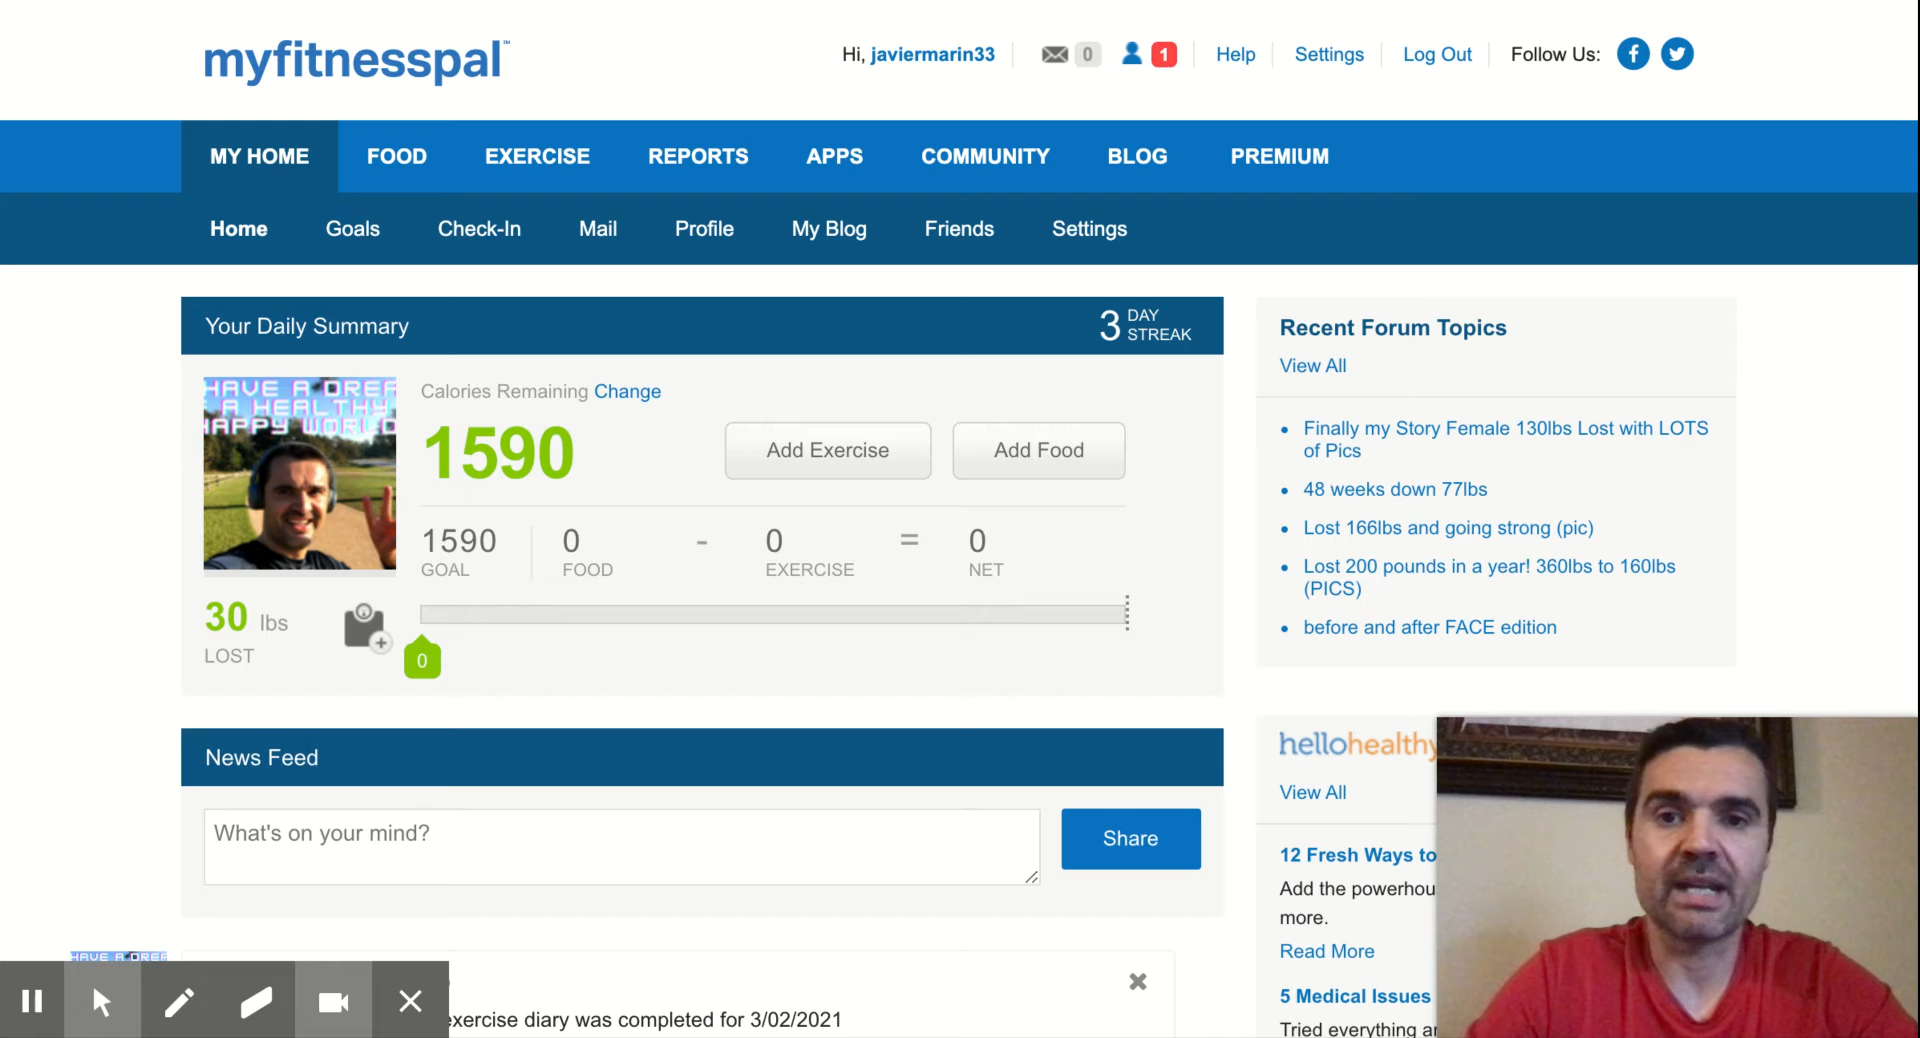 myfitnesspal™
Hi, javiermarin33
0
1
Help
Settings
Log Out
Follow Us:
MY HOME
FOOD
EXERCISE
REPORTS
APPS
COMMUNITY
BLOG
PREMIUM
Home
Goals
Check-In
Mail
Profile
My Blog
Friends
Settings
Your Daily Summary
3 DAY
STREAK
HAVE A DREA
A HEALTHY
HAPPY WORLD
Calories Remaining Change
1590
Add Exercise
Add Food
1590
GOAL
0
FOOD
-
0
EXERCISE
=
0
NET
30 lbs
LOST
0
Recent Forum Topics
View All
Finally my Story Female 130lbs Lost with LOTS
of Pics
48 weeks down 77lbs
Lost 166lbs and going strong (pic)
Lost 200 pounds in a year! 360lbs to 160lbs
(PICS)
before and after FACE edition
News Feed
What's on your mind?
Share
HAVE A DREA
exercise diary was completed for 3/02/2021
hellohealthy
View All
12 Fresh Ways to
Add the powerhou
more.
Read More
5 Medical Issues
Tried everything a